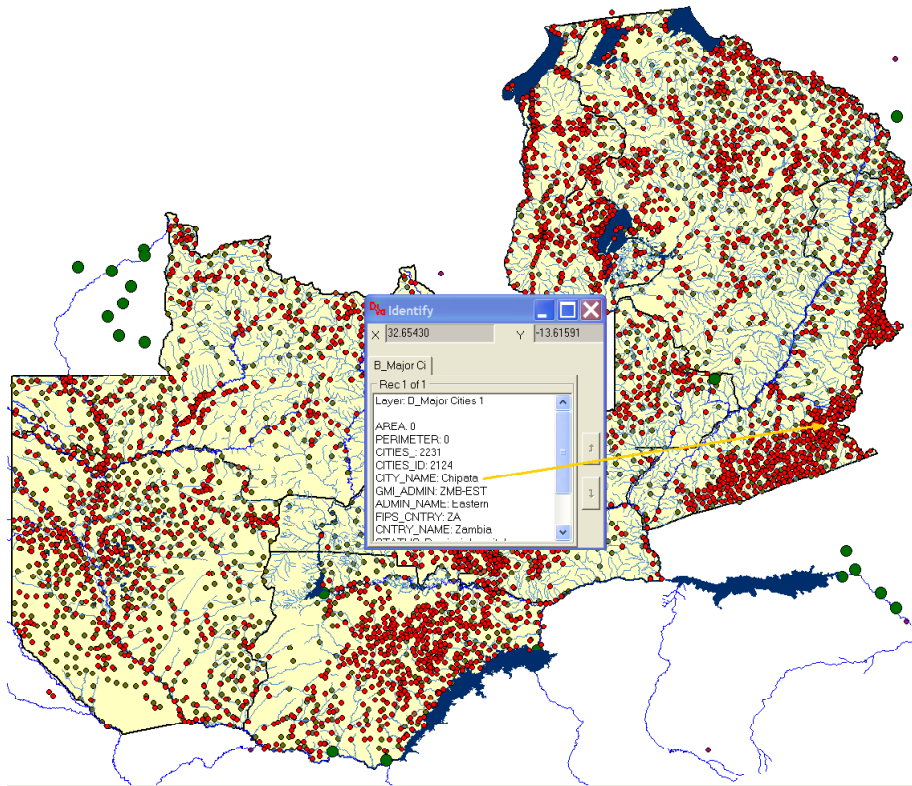 DIVa Identify
X 32.65430 Y -13.61591
B_Major Ci
Rec 1 of 1
Layer: D_Major Cities 1
AREA: 0
PERIMETER: 0
CITIES_: 2231
CITIES_ID: 2124
CITY_NAME: Chipata
GMI_ADMIN: ZMB-EST
ADMIN_NAME: Eastern
FIPS_CNTRY: ZA
CNTRY_NAME: Zambia